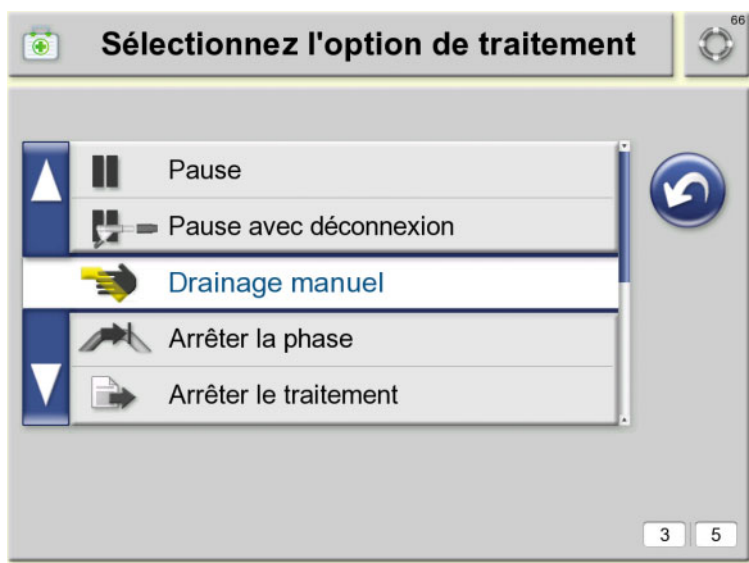 Sélectionnez l'option de traitement
66
Pause
Pause avec déconnexion
Drainage manuel
Arrêter la phase
Arrêter le traitement
3 5